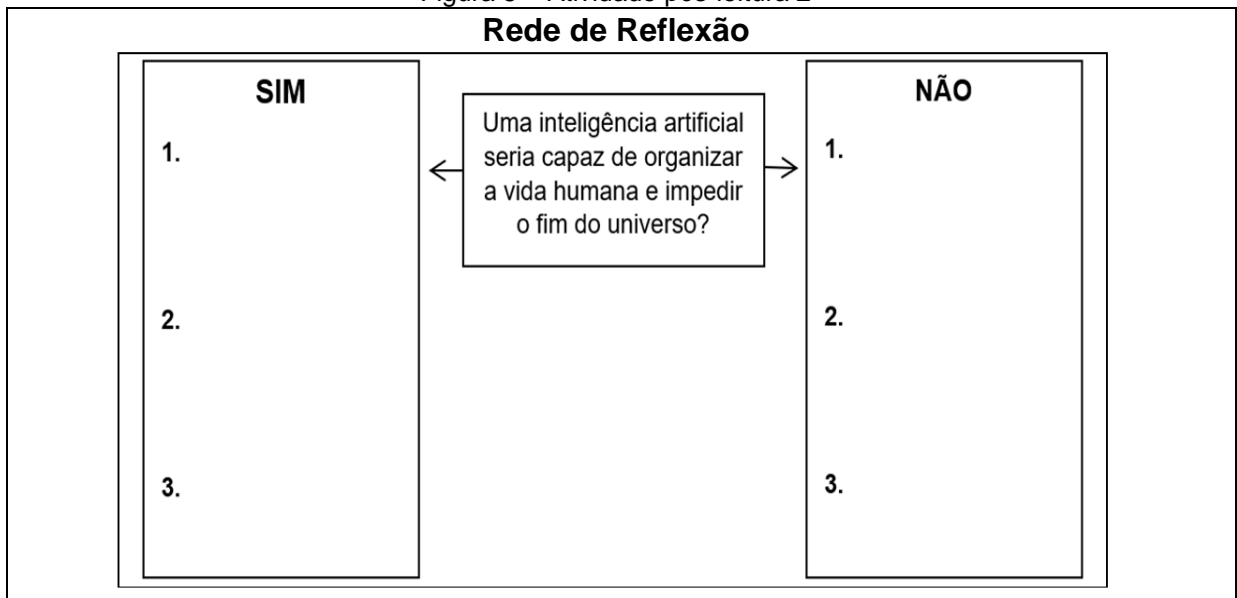 Rede de Reflexão
SIM
1.
2.
3.
Uma inteligência artificial
seria capaz de organizar
a vida humana e impedir
o fim do universo?
NÃO
1.
2.
3.